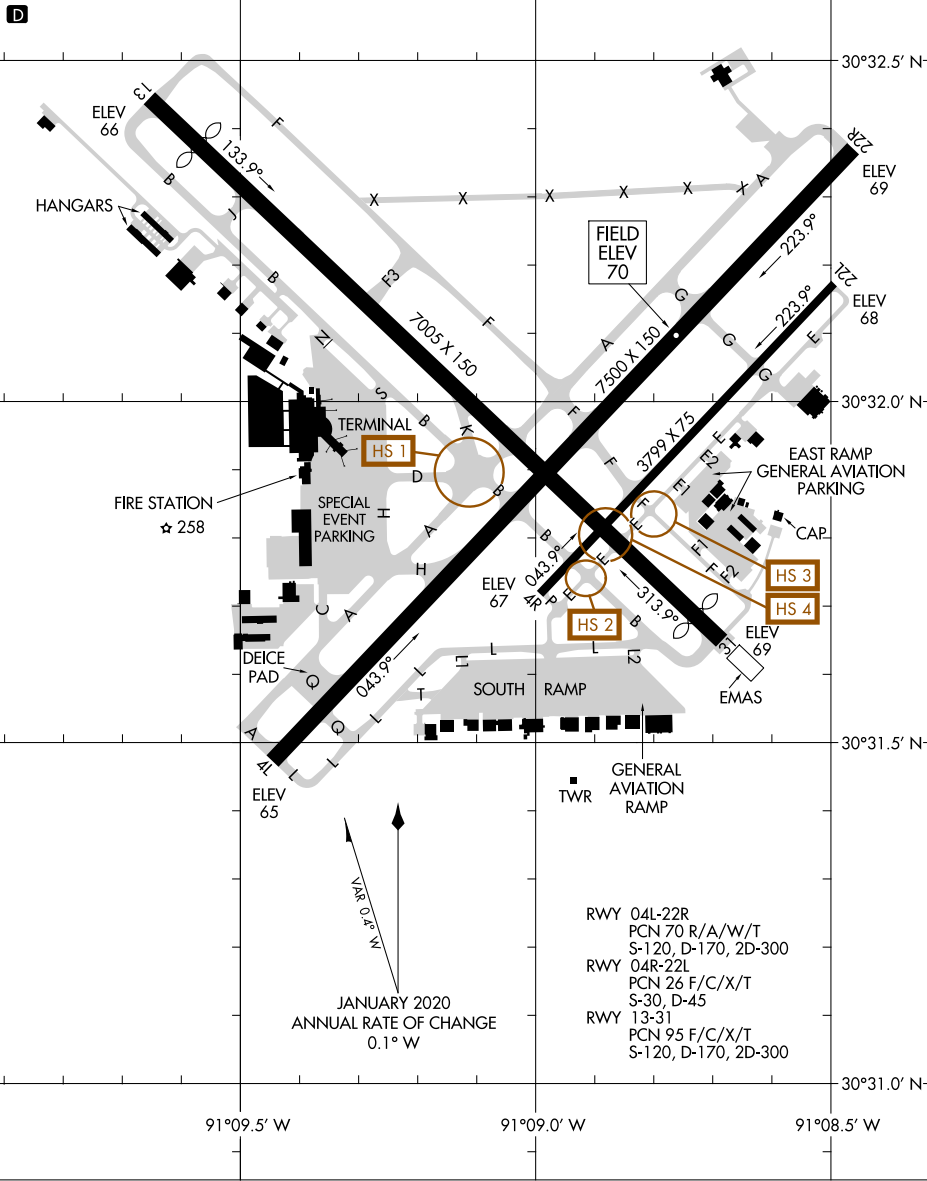 D
30°32.5' N
13
ELEV
66
F
22R
133.9°
ELEV
69
B
A
X X X X X X
HANGARS
J
FIELD
ELEV
70
223.9°
B
F3
22L
G
223.9°
ELEV
68
7005 X 150
F
7500 X 150
A
G
E
G
S
B
F
3799 X 75
30°32.0' N
TERMINAL
K
HS 1
F
E
EAST RAMP
GENERAL AVIATION
PARKING
E2
D
B
E1
FIRE STATION
258
SPECIAL
EVENT
PARKING
H
A
B
F
E
CAP
F1
H
ELEV
67
043.9°
4R
E
F
F2
HS 3
P
E
313.9°
HS 4
C
A
HS 2
B
31
ELEV
69
DEICE
PAD
Q
043.9°
L
L1
L
L
L2
EMAS
T
SOUTH RAMP
L
Q
A
4L
L
L
30°31.5' N
ELEV
65
TWR
GENERAL
AVIATION
RAMP
VAR 0.4° W
JANUARY 2020
ANNUAL RATE OF CHANGE
0.1° W
RWY 04L-22R
PCN 70 R/A/W/T
S-120, D-170, 2D-300
RWY 04R-22L
PCN 26 F/C/X/T
S-30, D-45
RWY 13-31
PCN 95 F/C/X/T
S-120, D-170, 2D-300
30°31.0' N
91°09.5' W
91°09.0' W
91°08.5' W